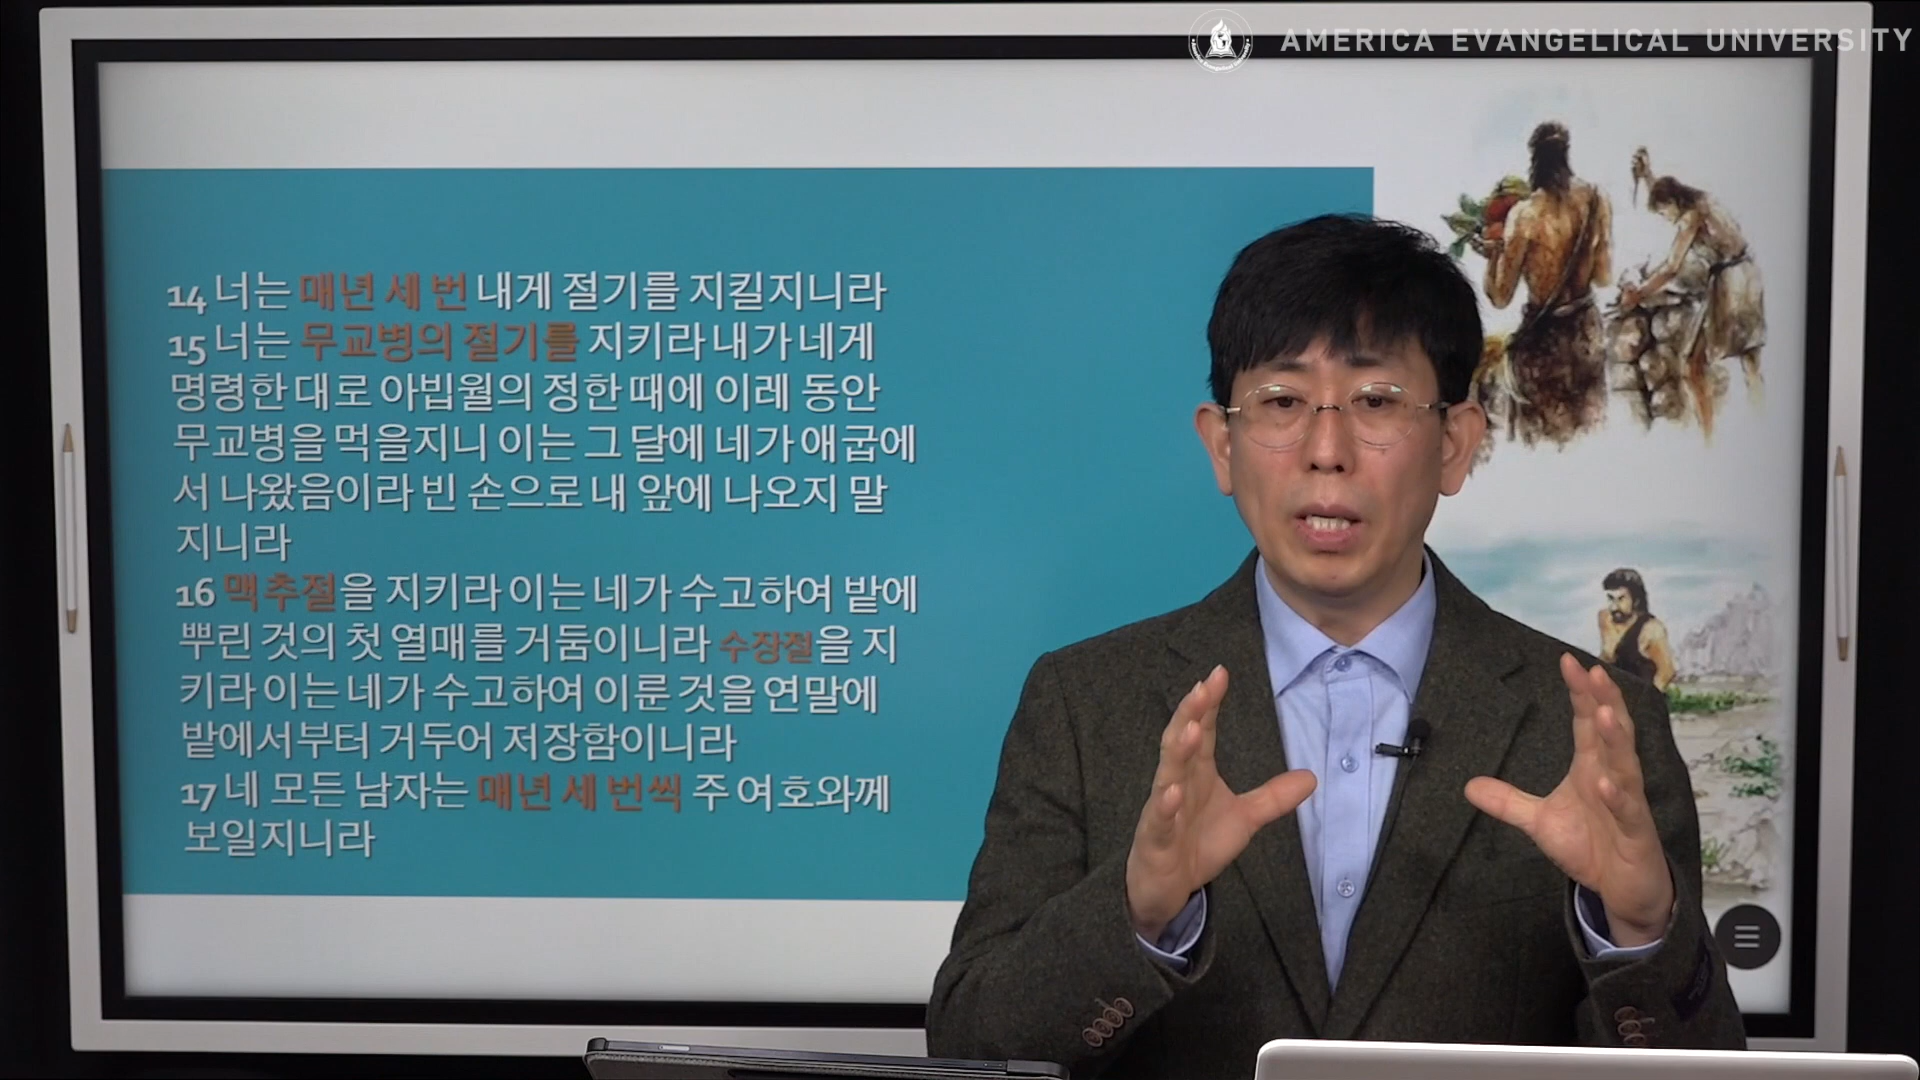 AMERICA EVANGELICAL UNIVERSITY
14 너는 매년 세 번 내게 절기를 지킬지니라
15 너는 무교병의 절기를 지키라 내가 네게
명령한 대로 아빕월의 정한 때에 이레 동안
무교병을 먹을지니 이는 그 달에 네가 애굽에
서 나왔음이라 빈 손으로 내 앞에 나오지 말
지니라
16 맥추절을 지키라 이는 네가 수고하여 밭에
뿌린 것의 첫 열매를 거둠이니라 수장절을 지
키라 이는 네가 수고하여 이룬 것을 연말에
밭에서부터 거두어 저장함이니라
17 네 모든 남자는 매년 세 번씩 주 여호와께
보일지니라